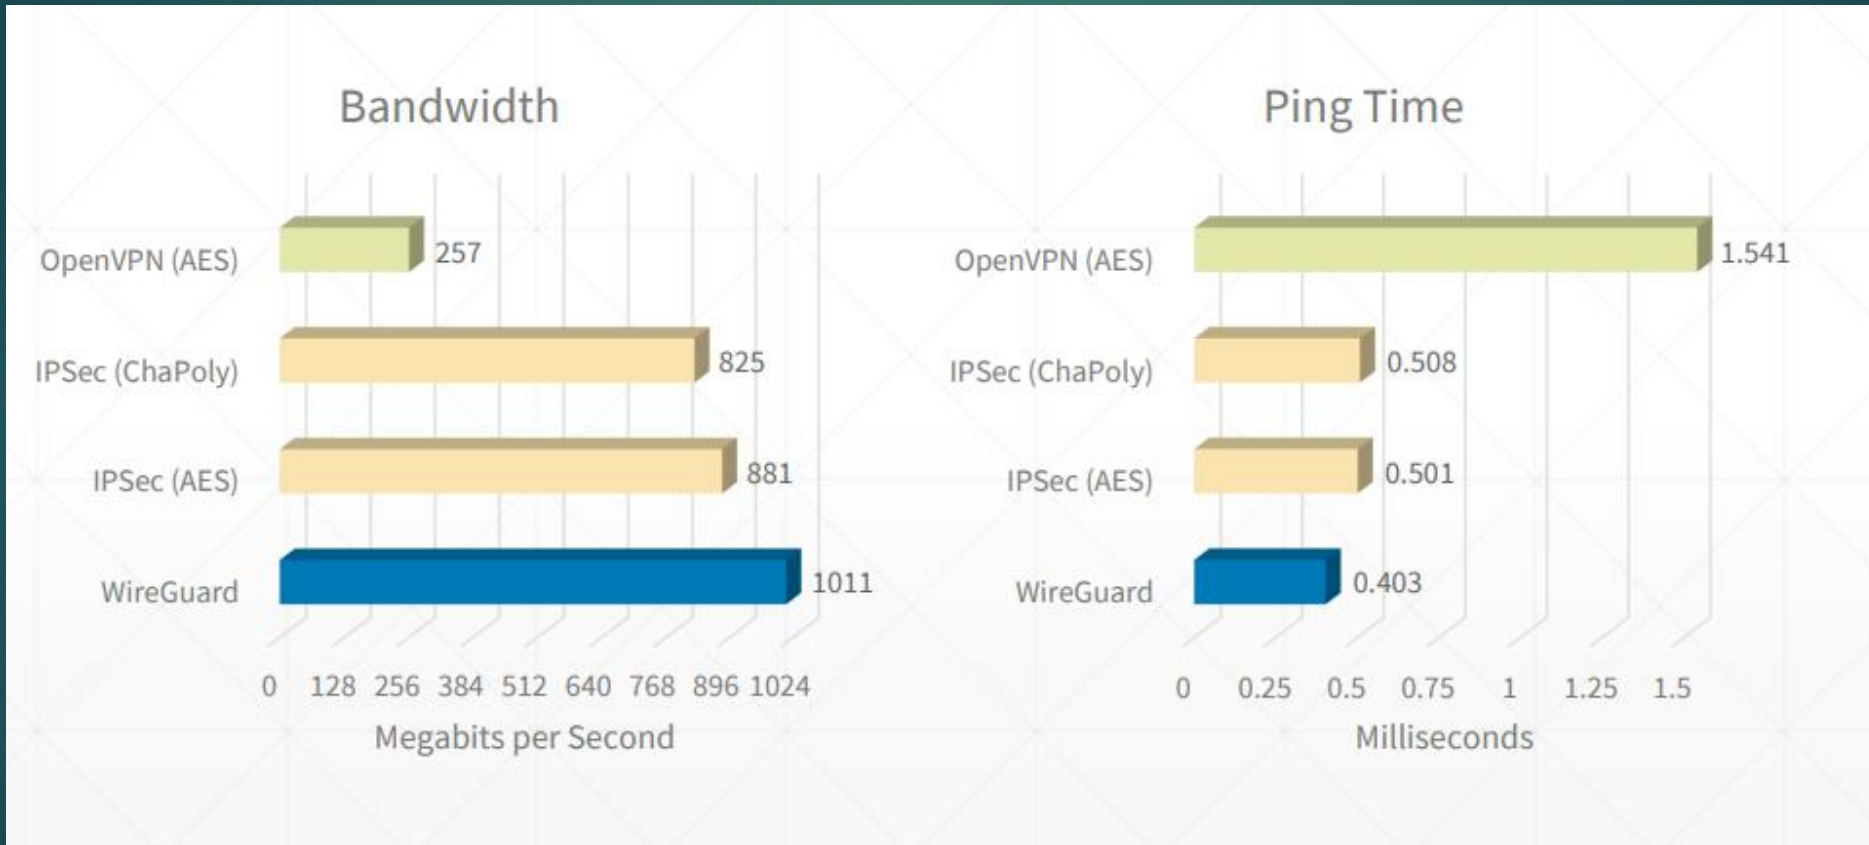 Bandwidth
OpenVPN (AES)
257
IPSec (ChaPoly)
825
IPSec (AES)
881
WireGuard
1011
0 128 256 384 512 640 768 896 1024
Megabits per Second
Ping Time
OpenVPN (AES)
1.541
IPSec (ChaPoly)
0.508
IPSec (AES)
0.501
WireGuard
0.403
0 0.25 0.5 0.75 1 1.25 1.5
Milliseconds